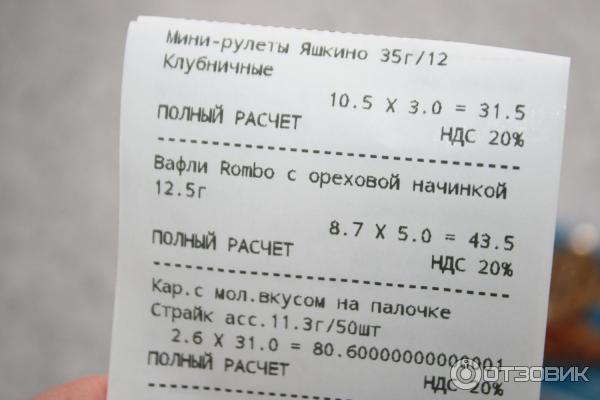 Мини-рулеты Яшкино 35г/12
Клубничные
10.5 X 3.0 = 31.5
ПОЛНЫЙ РАСЧЕТ НДС 20%
--------------------------------
Вафли Rombo с ореховой начинкой
12.5г
8.7 X 5.0 = 43.5
ПОЛНЫЙ РАСЧЕТ НДС 20%
--------------------------------
Кар.с мол.вкусом на палочке
Страйк асс.11.3г/50шт
2.6 X 31.0 = 80.60000000000001
ПОЛНЫЙ РАСЧЕТ НДС 20%
ОТЗОВИК